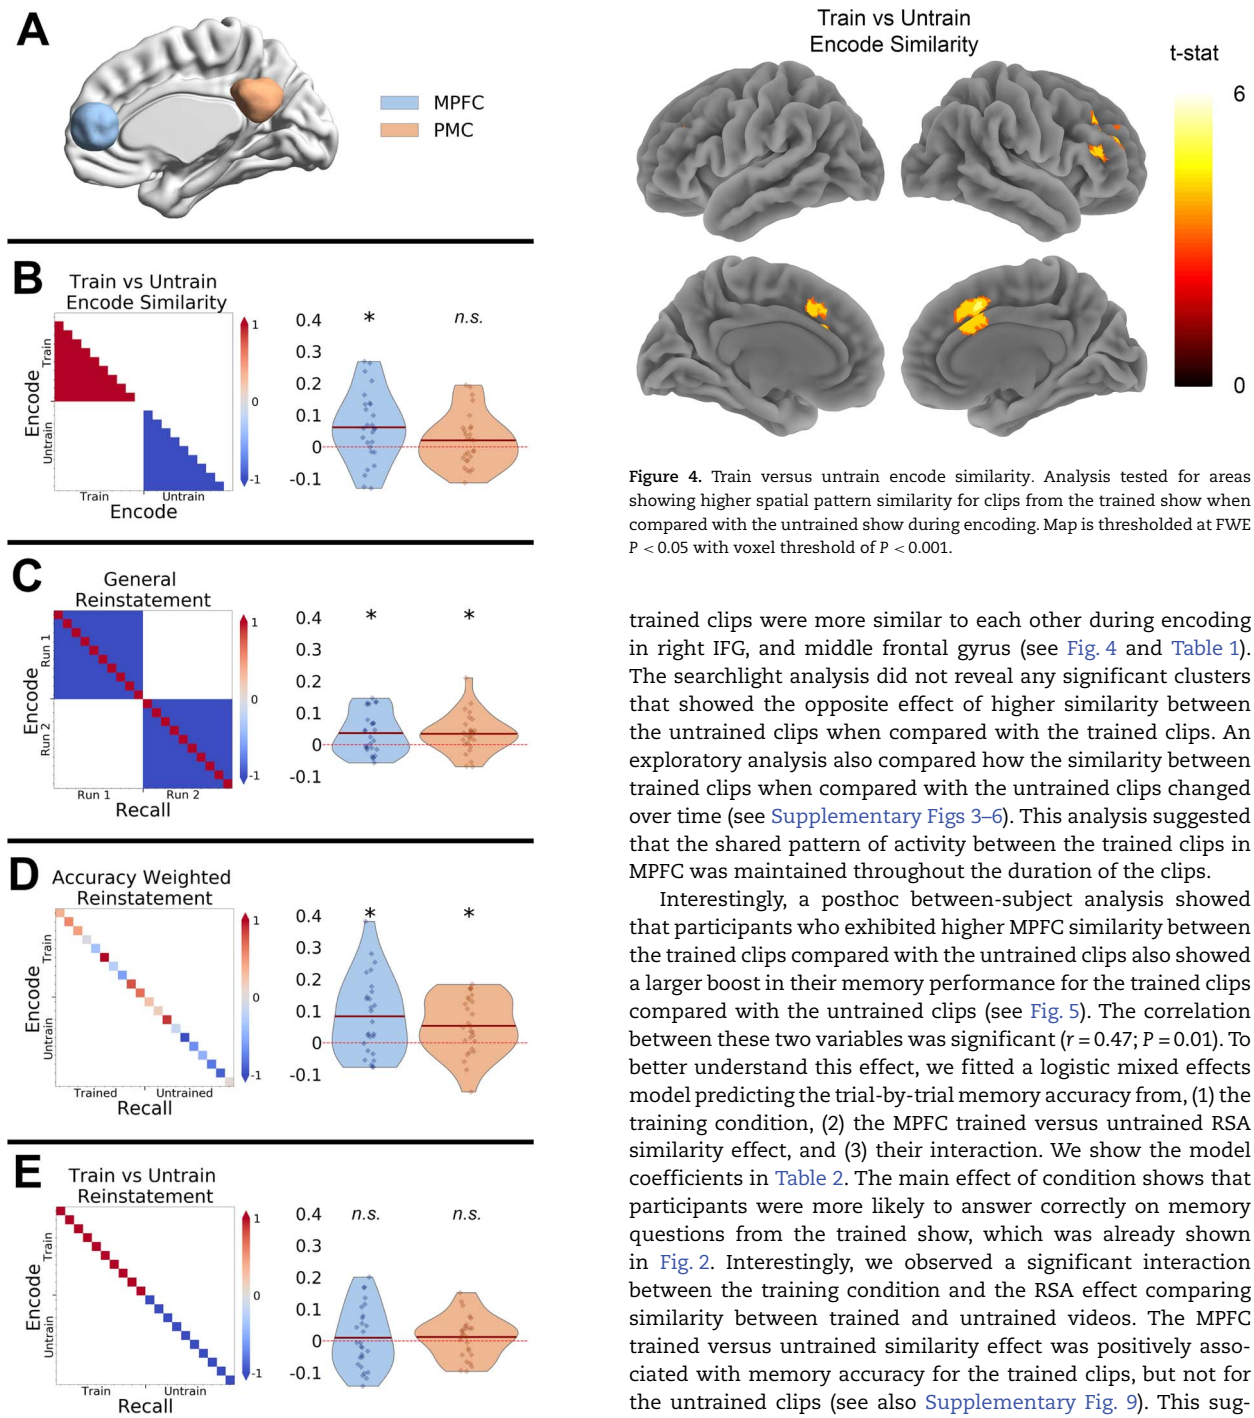 A
MPFC
PMC
B
Train vs Untrain
Encode Similarity
Encode
Train
Untrain
Train
Untrain
Encode
1
0
-1
0.4
0.3
0.2
0.1
0
-0.1
*
n.s.
C
General
Reinstatement
Encode
Run 1
Run 2
Run 1
Run 2
Recall
1
0
-1
0.4
0.3
0.2
0.1
0
-0.1
*
*
D
Accuracy Weighted
Reinstatement
Encode
Train
Untrain
Trained
Untrained
Recall
1
0
-1
0.4
0.3
0.2
0.1
0
-0.1
*
*
E
Train vs Untrain
Reinstatement
Encode
Train
Untrain
Train
Untrain
Recall
1
0
-1
0.4
0.3
0.2
0.1
0
-0.1
n.s.
n.s.
Train vs Untrain
Encode Similarity
t-stat
6
0
Figure 4. Train versus untrain encode similarity. Analysis tested for areas
showing higher spatial pattern similarity for clips from the trained show when
compared with the untrained show during encoding. Map is thresholded at FWE
P < 0.05 with voxel threshold of P < 0.001.
trained clips were more similar to each other during encoding
in right IFG, and middle frontal gyrus (see Fig. 4 and Table 1).
The searchlight analysis did not reveal any significant clusters
that showed the opposite effect of higher similarity between
the untrained clips when compared with the trained clips. An
exploratory analysis also compared how the similarity between
trained clips when compared with the untrained clips changed
over time (see Supplementary Figs 3–6). This analysis suggested
that the shared pattern of activity between the trained clips in
MPFC was maintained throughout the duration of the clips.
Interestingly, a posthoc between-subject analysis showed
that participants who exhibited higher MPFC similarity between
the trained clips compared with the untrained clips also showed
a larger boost in their memory performance for the trained clips
compared with the untrained clips (see Fig. 5). The correlation
between these two variables was significant (r = 0.47; P = 0.01). To
better understand this effect, we fitted a logistic mixed effects
model predicting the trial-by-trial memory accuracy from, (1) the
training condition, (2) the MPFC trained versus untrained RSA
similarity effect, and (3) their interaction. We show the model
coefficients in Table 2. The main effect of condition shows that
participants were more likely to answer correctly on memory
questions from the trained show, which was already shown
in Fig. 2. Interestingly, we observed a significant interaction
between the training condition and the RSA effect comparing
similarity between trained and untrained videos. The MPFC
trained versus untrained similarity effect was positively asso-
ciated with memory accuracy for the trained clips, but not for
the untrained clips (see also Supplementary Fig. 9). This sug-